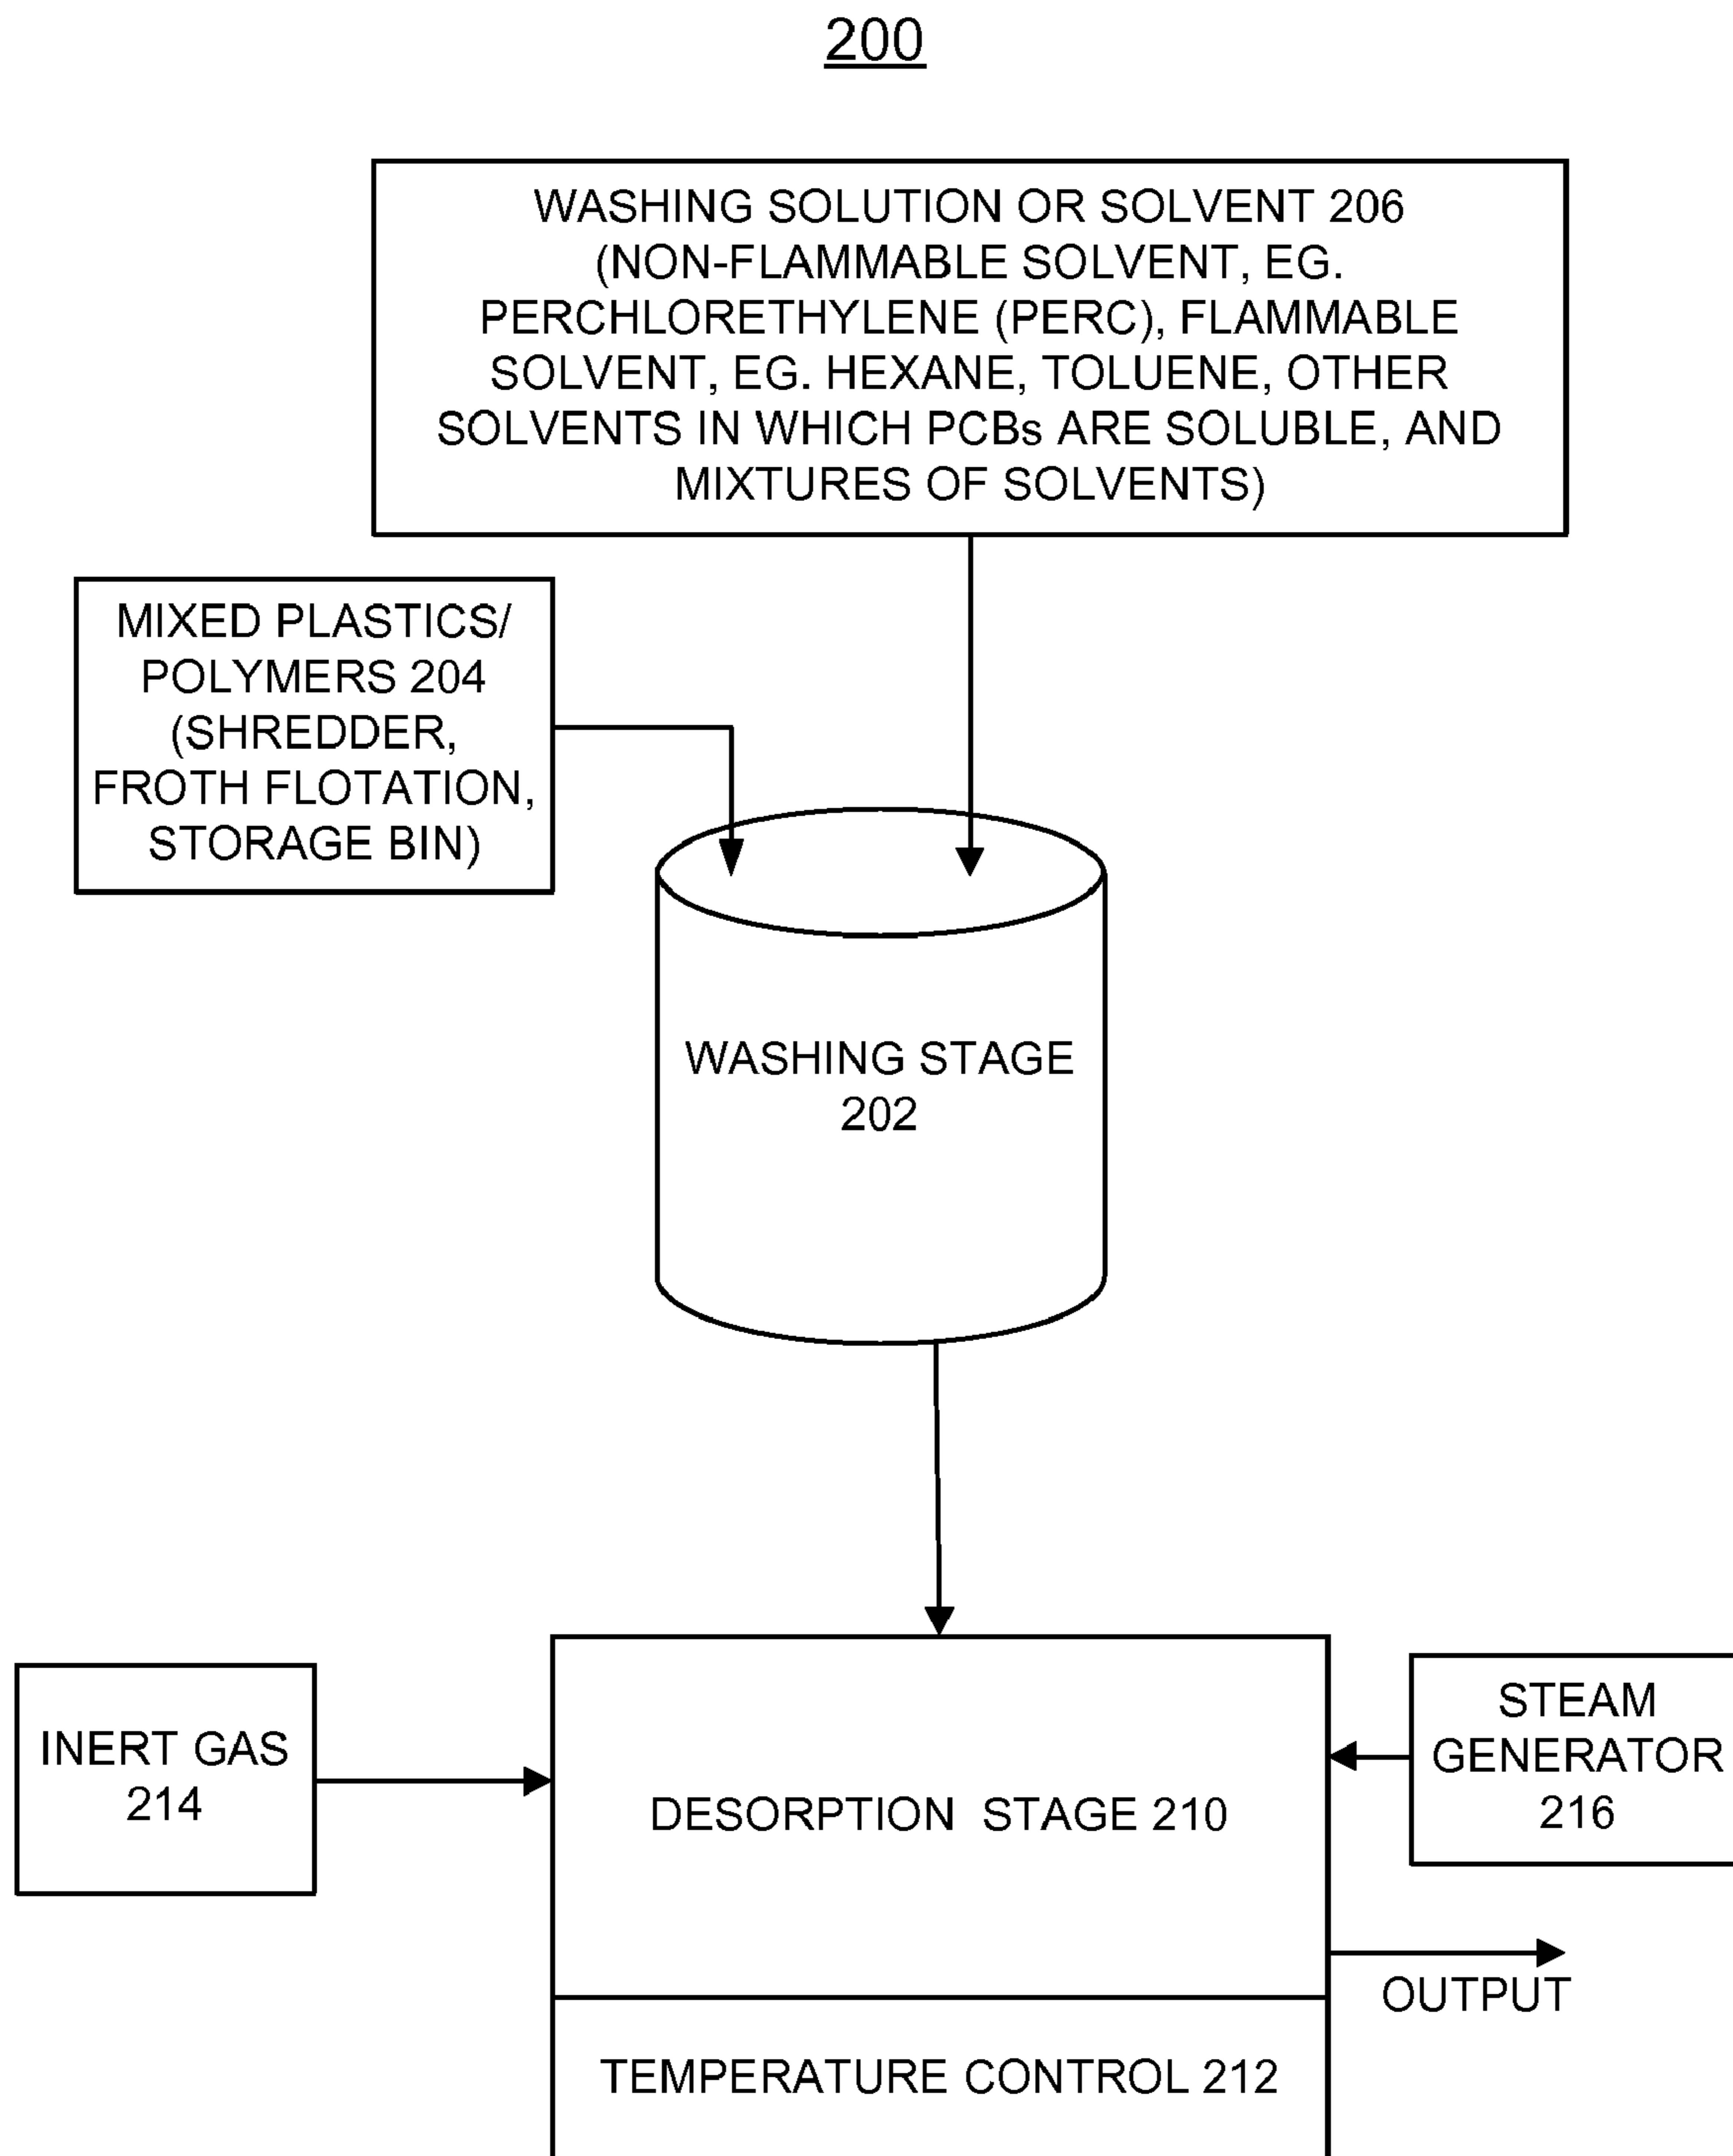 200
WASHING SOLUTION OR SOLVENT 206
(NON-FLAMMABLE SOLVENT, EG.
PERCHLORETHYLENE (PERC), FLAMMABLE
SOLVENT, EG. HEXANE, TOLUENE, OTHER
SOLVENTS IN WHICH PCBs ARE SOLUBLE, AND
MIXTURES OF SOLVENTS)
MIXED PLASTICS/
POLYMERS 204
(SHREDDER,
FROTH FLOTATION,
STORAGE BIN)
WASHING STAGE
202
INERT GAS
214
DESORPTION STAGE 210
STEAM
GENERATOR
216
OUTPUT
TEMPERATURE CONTROL 212